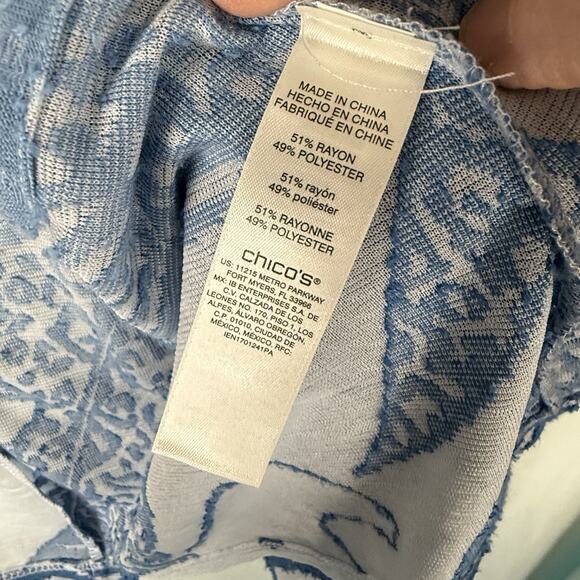 MADE IN CHINA
HECHO EN CHINA
FABRIQUÉ EN CHINE
51% RAYON
49% POLYESTER
51% rayón
49% poliéster
51% RAYONNE
49% POLYESTER
chico's®
US: 11215 METRO PARKWAY
FORT MYERS, FL 33966
MX: IB ENTERPRISES S.A. DE
C.V. CALZADA DE LOS
LEONES NO. 170, PISO 1, LOS
ALPES, ÁLVARO OBREGÓN,
C.P. 01010, CIUDAD DE
MÉXICO, MÉXICO. RFC:
IEN1701241PA